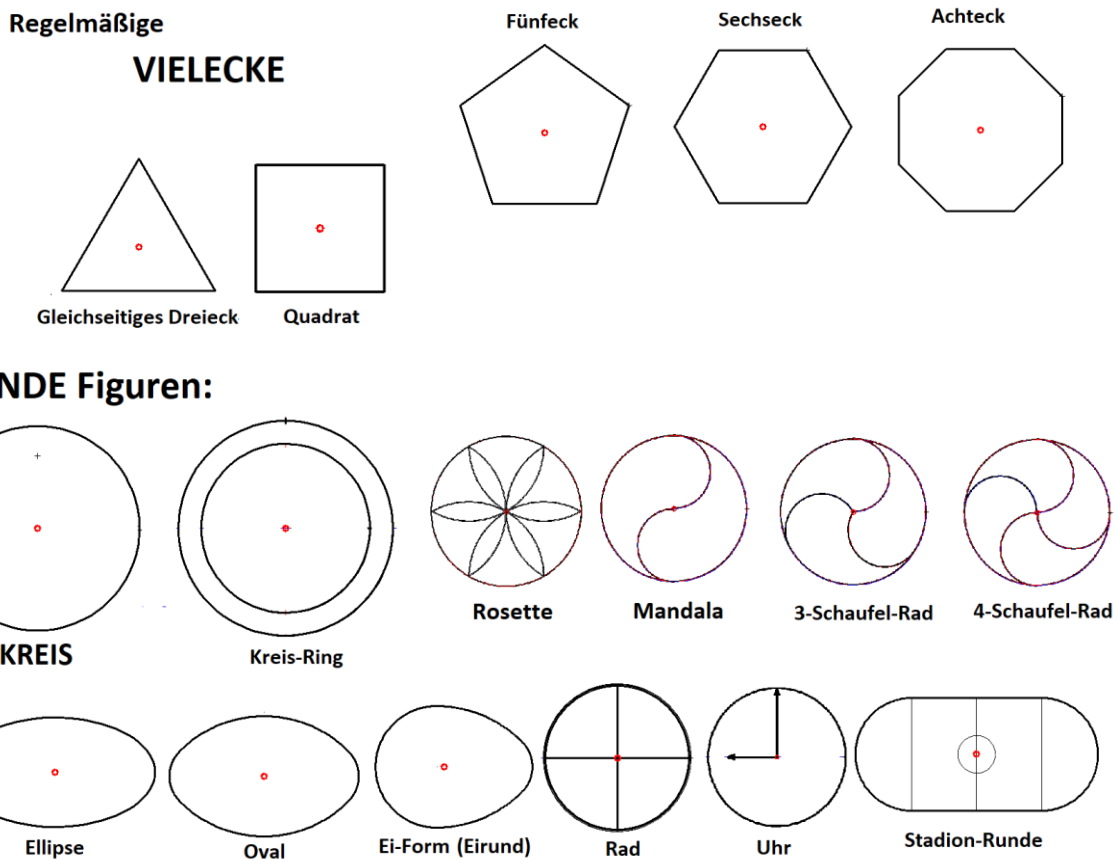 Regelmäßige
VIELECKE
Fünfeck
Sechseck
Achteck
Gleichseitiges Dreieck
Quadrat
NDE Figuren:
Rosette
Mandala
3-Schaufel-Rad
4-Schaufel-Rad
KREIS
Kreis-Ring
Ellipse
Oval
Ei-Form (Eirund)
Rad
Uhr
Stadion-Runde